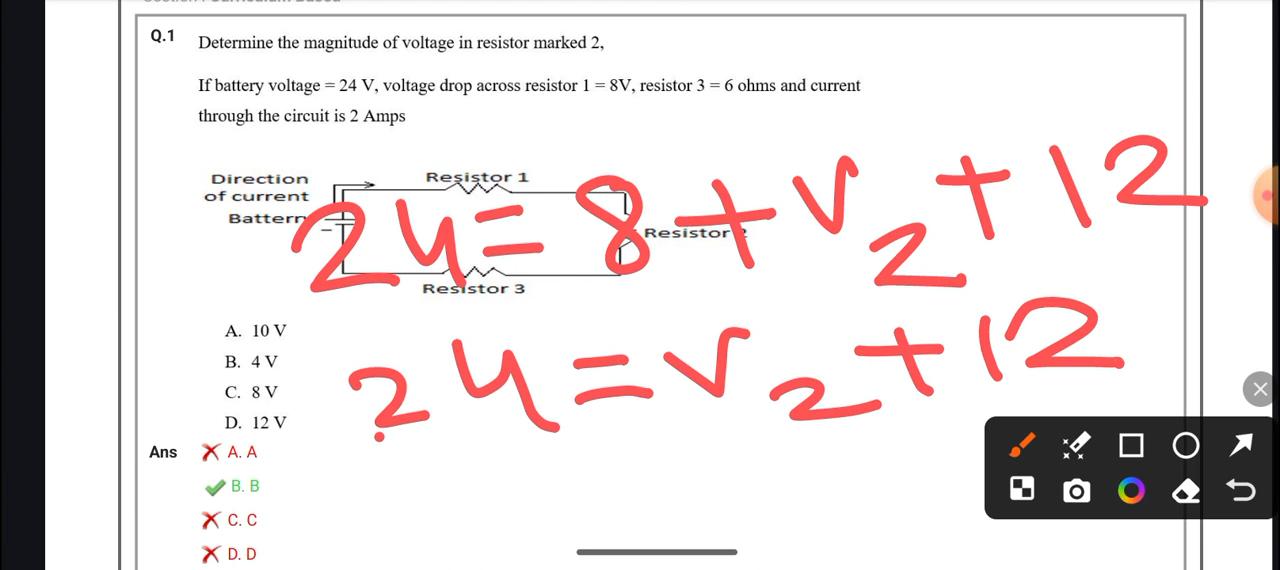 Q.1 Determine the magnitude of voltage in resistor marked 2,
If battery voltage = 24 V, voltage drop across resistor 1 = 8V, resistor 3 = 6 ohms and current
through the circuit is 2 Amps
Direction
of current
Resistor 1
Resistor
Resistor 3
24 = 8 + V2 + 12
24 = V2 + 12
A. 10 V
B. 4 V
C. 8 V
D. 12 V
Ans A. A
B. B
C. C
D. D